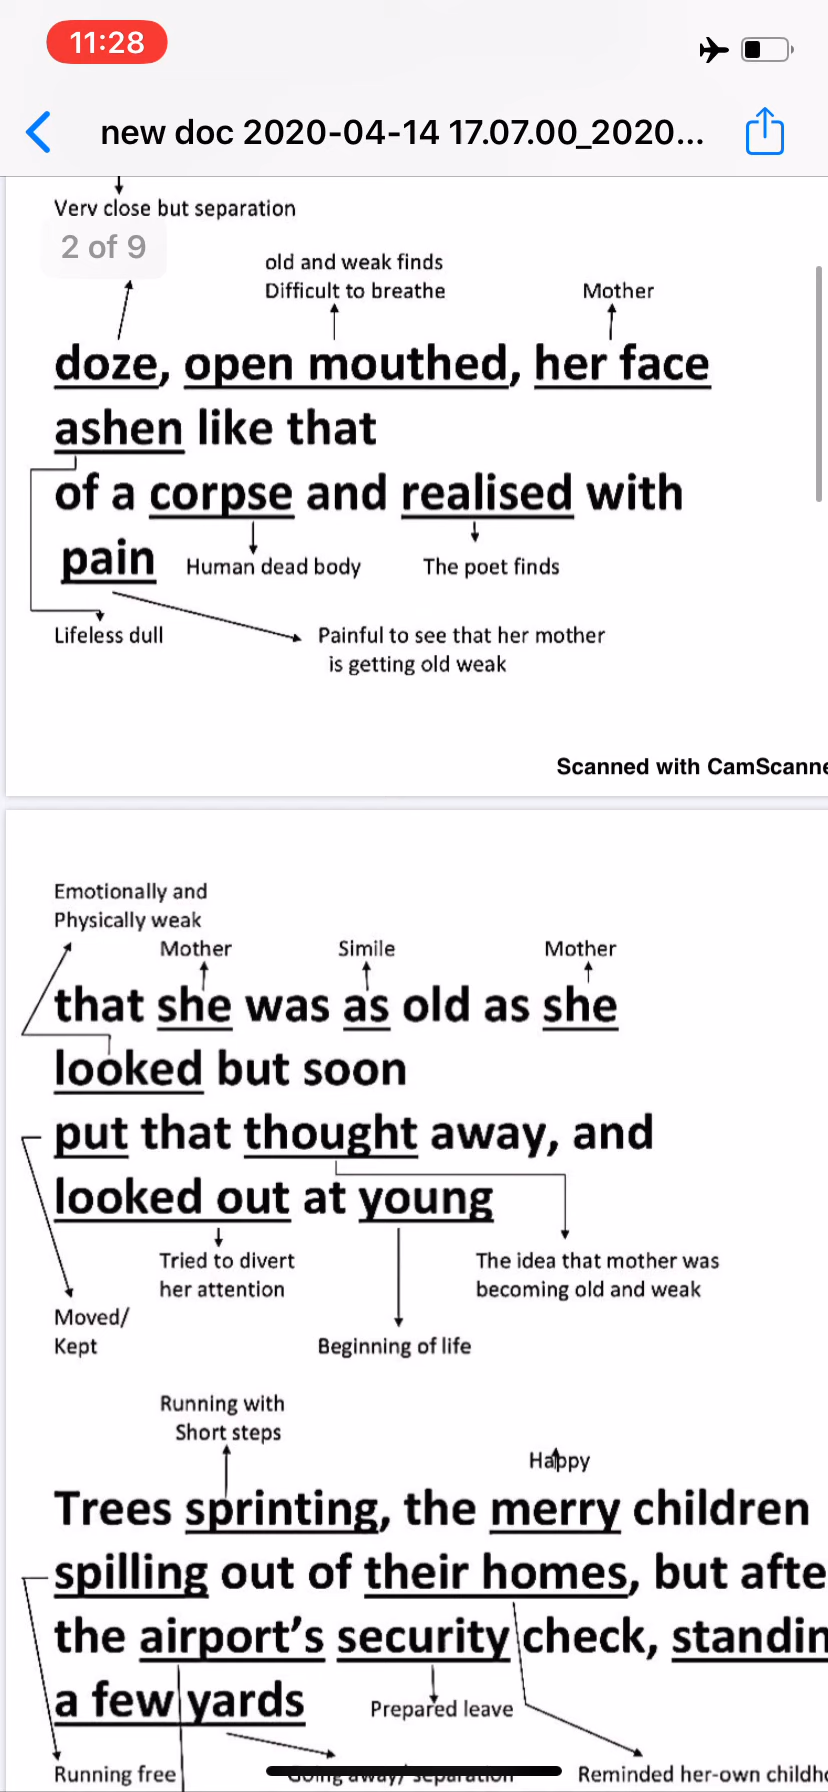 11:28
new doc 2020-04-14 17.07.00_2020...
Verv close but separation
2 of 9
old and weak finds
Difficult to breathe
Mother
doze, open mouthed, her face
ashen like that
of a corpse and realised with
pain
Human dead body
The poet finds
Lifeless dull
Painful to see that her mother
is getting old weak
Scanned with CamScanne
Emotionally and
Physically weak
Mother
Simile
Mother
that she was as old as she
looked but soon
put that thought away, and
looked out at young
Tried to divert
her attention
The idea that mother was
becoming old and weak
Moved/
Kept
Beginning of life
Running with
Short steps
Happy
Trees sprinting, the merry children
spilling out of their homes, but afte
the airport's security check, standin
a few yards
Prepared leave
Running free
Going away/ separation
Reminded her-own childho